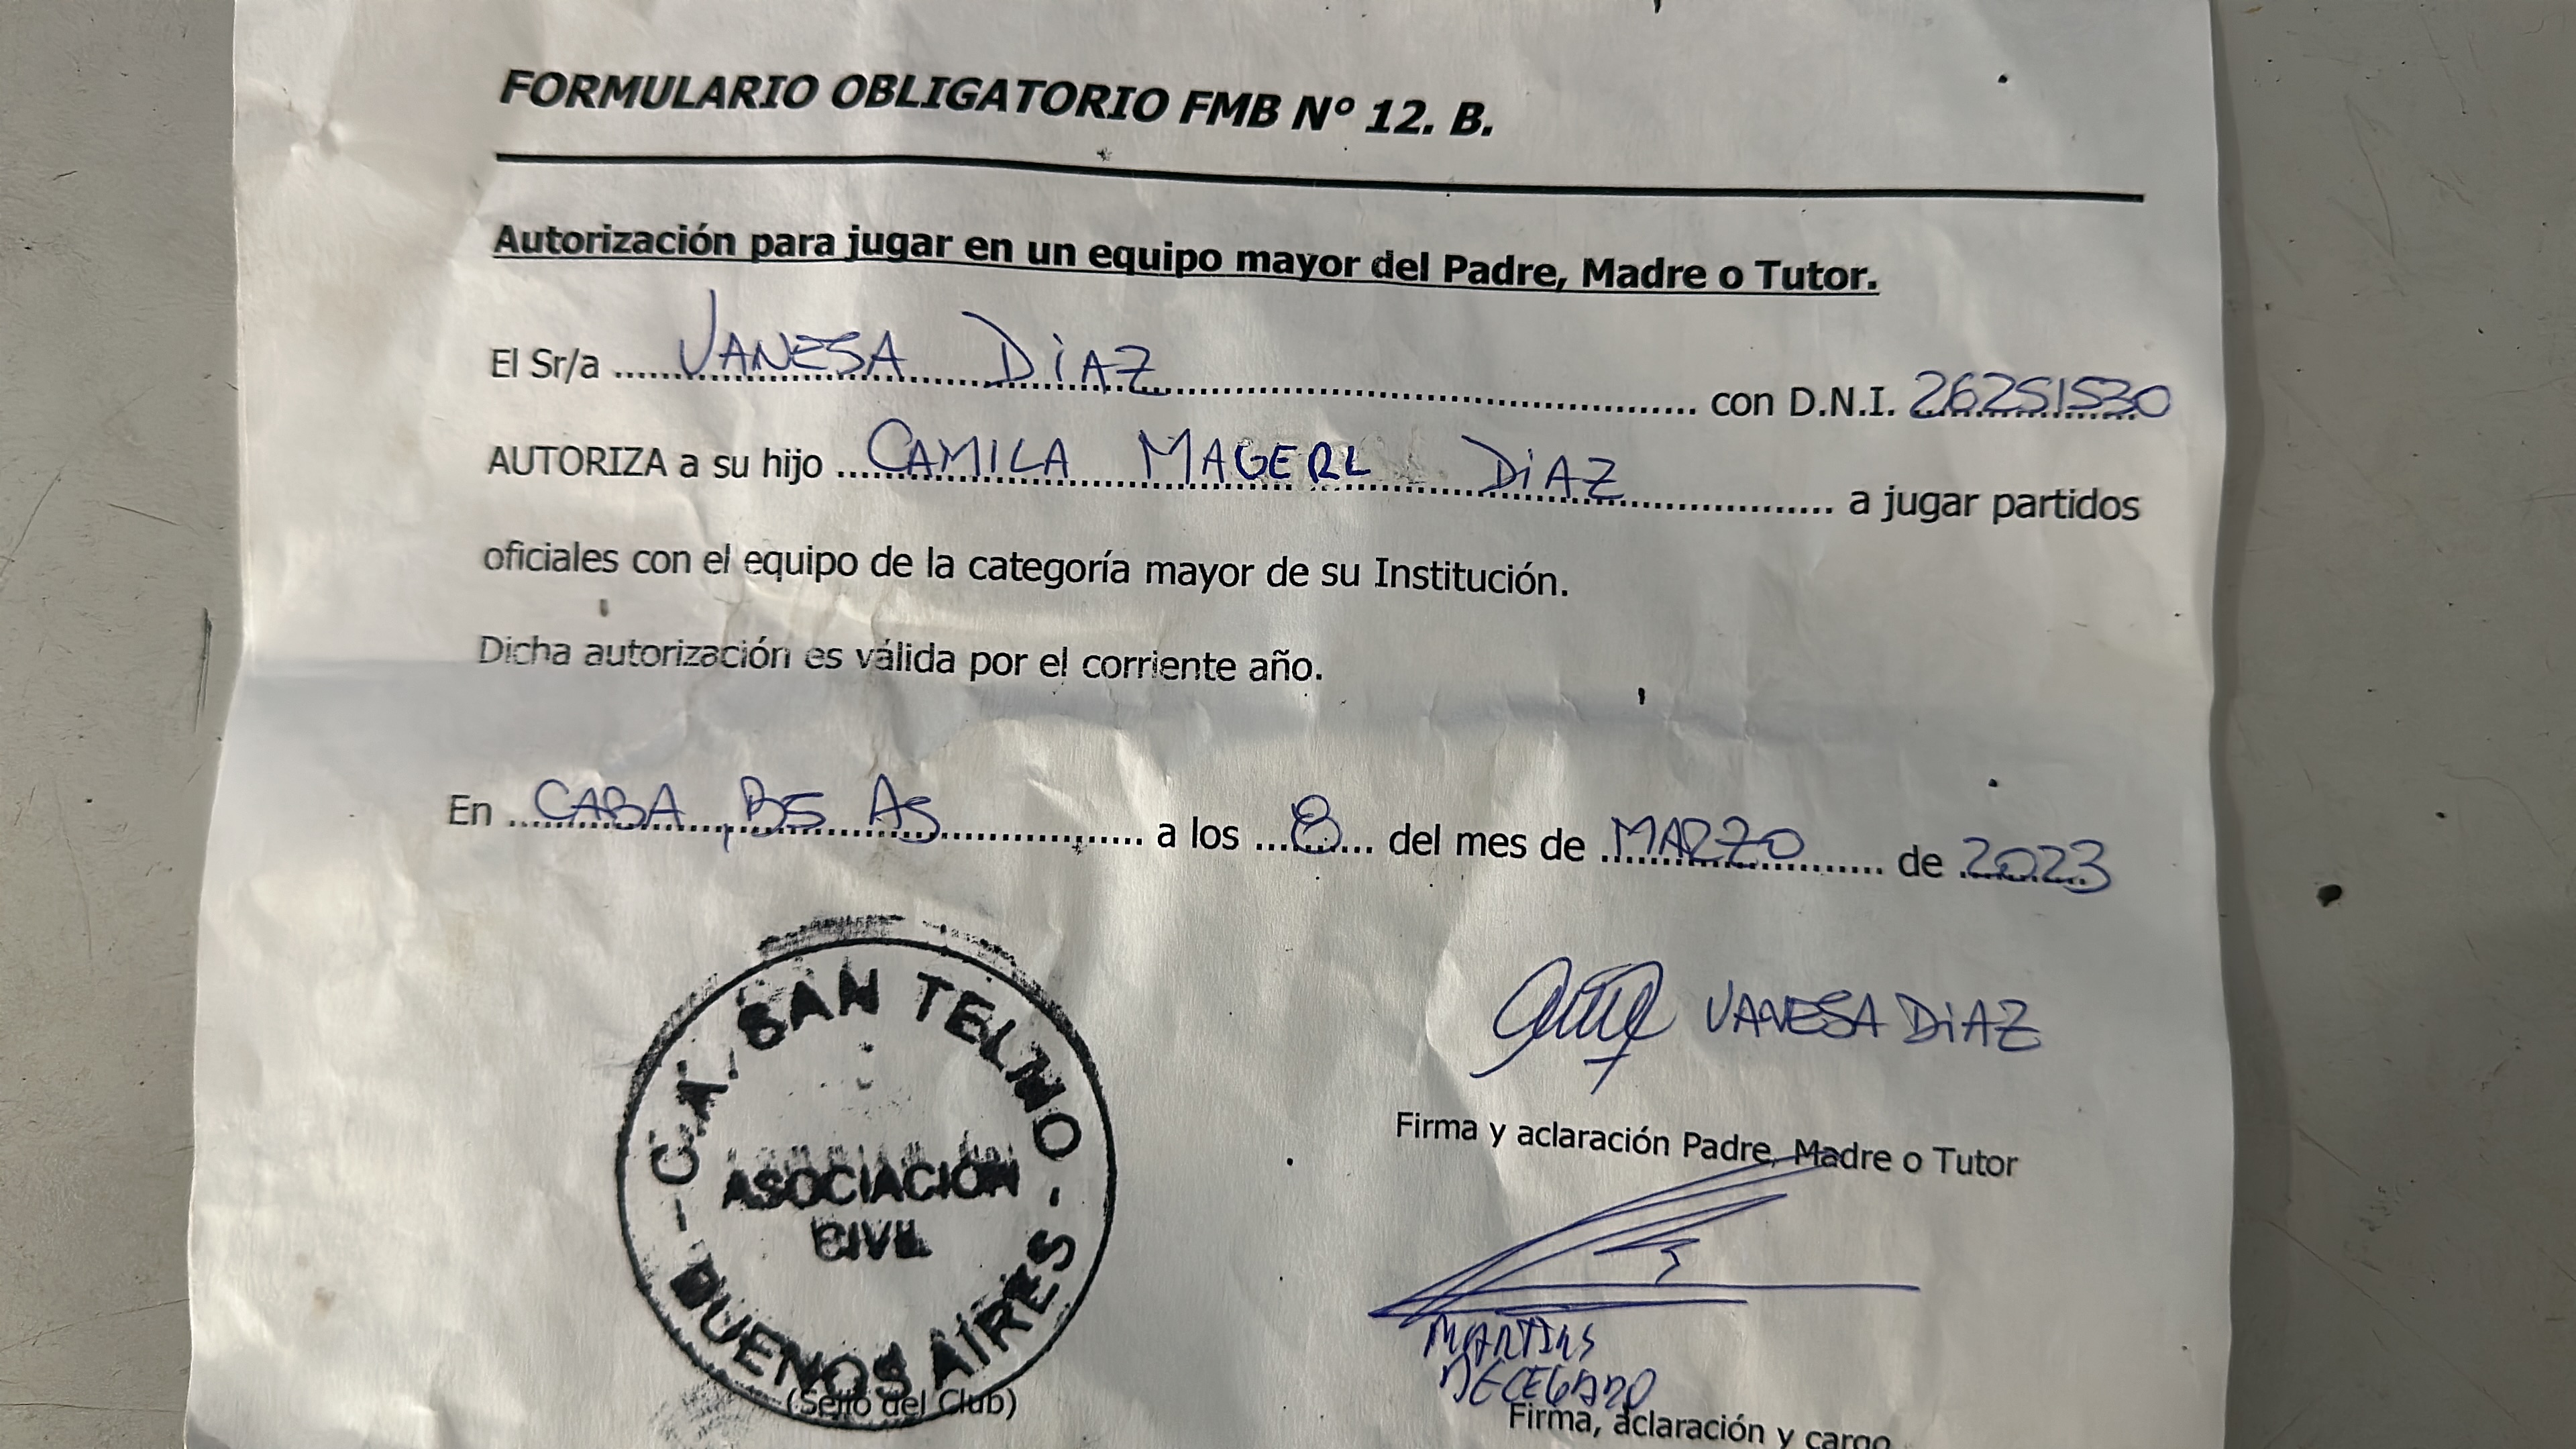 FORMULARIO OBLIGATORIO FMB Nº 12. B.
Autorización para jugar en un equipo mayor del Padre, Madre o Tutor.
El Sr/a VANESA DiAZ con D.N.I. 26251530
AUTORIZA a su hijo CAMILA MAGERL DiAZ a jugar partidos
oficiales con el equipo de la categoría mayor de su Institución.
Dicha autorización es válida por el corriente año.
En CABA, BS AS a los 8 del mes de MARZO de 2023
C.A. SAN TELMO
ASOCIACIÓN
CIVIL
- BUENOS AIRES -
(Sello del Club)
VANESA DiAZ
Firma y aclaración Padre, Madre o Tutor
DELEGADO
Firma, aclaración y cargo